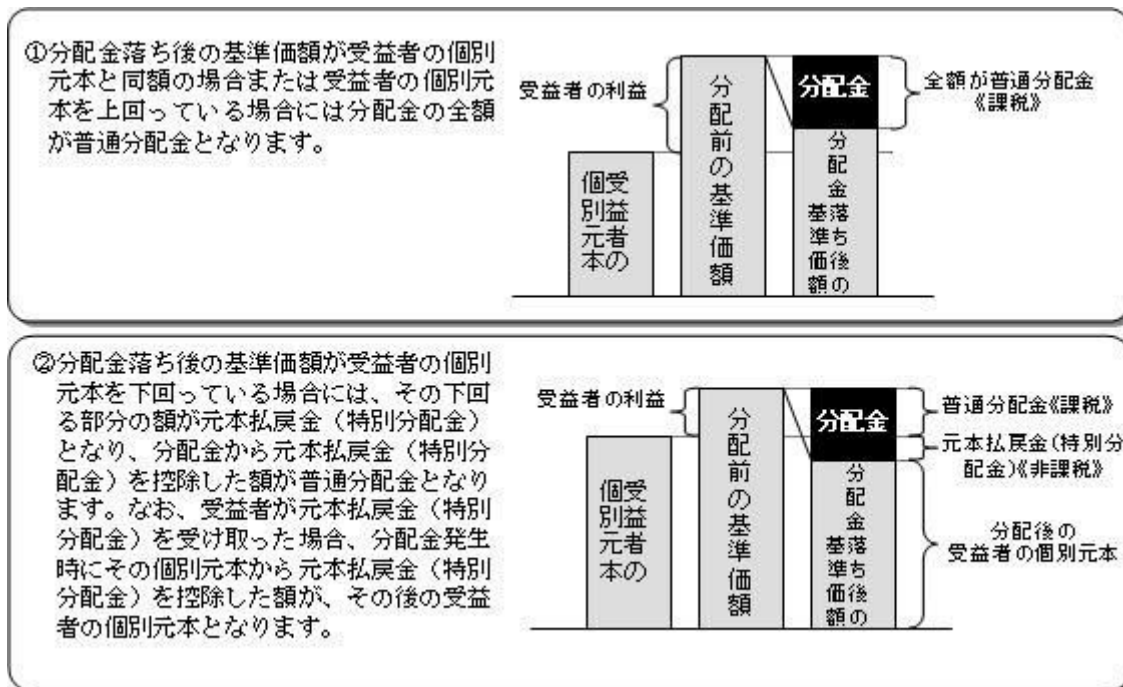 ①分配金落ち後の基準価額が受益者の個別
元本と同額の場合または受益者の個別元
本を上回っている場合には分配金の全額
が普通分配金となります。
受益者の利益
受益者の
個別元本
分配前の基準価額
分配金
分配金落ち後の
基準価額
全額が普通分配金
《課税》
②分配金落ち後の基準価額が受益者の個別
元本を下回っている場合には、その下回
る部分の額が元本払戻金（特別分配金）
となり、分配金から元本払戻金（特別分
配金）を控除した額が普通分配金となり
ます。なお、受益者が元本払戻金（特別
分配金）を受け取った場合、分配金発生
時にその個別元本から元本払戻金（特別
分配金）を控除した額が、その後の受益
者の個別元本となります。
受益者の利益
受益者の
個別元本
分配前の基準価額
分配金
分配金落ち後の
基準価額
普通分配金《課税》
元本払戻金(特別分
配金)《非課税》
分配後の
受益者の個別元本